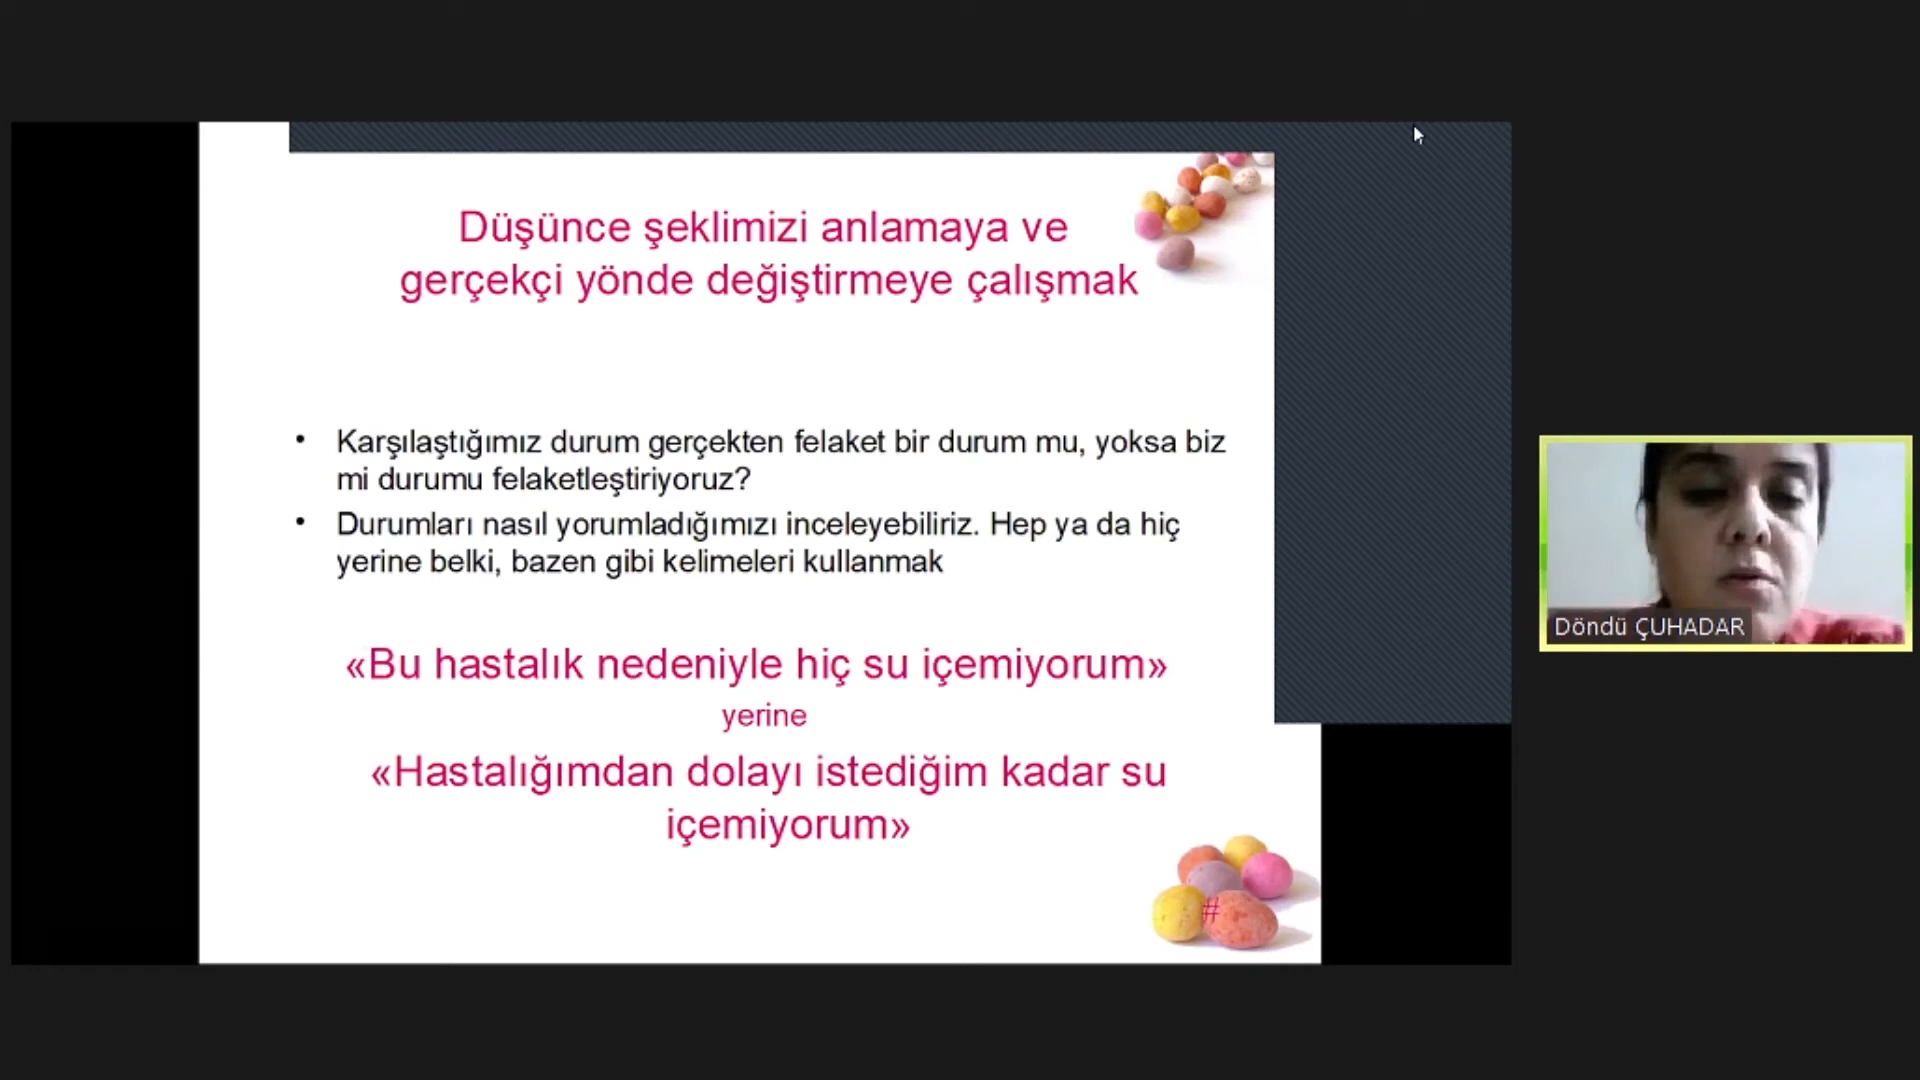 Düşünce şeklimizi anlamaya ve
gerçekçi yönde değiştirmeye çalışmak
• Karşılaştığımız durum gerçekten felaket bir durum mu, yoksa biz
mi durumu felaketleştiriyoruz?
• Durumları nasıl yorumladığımızı inceleyebiliriz. Hep ya da hiç
yerine belki, bazen gibi kelimeleri kullanmak
«Bu hastalık nedeniyle hiç su içemiyorum»
yerine
«Hastalığımdan dolayı istediğim kadar su
içemiyorum»
#
Döndü ÇUHADAR